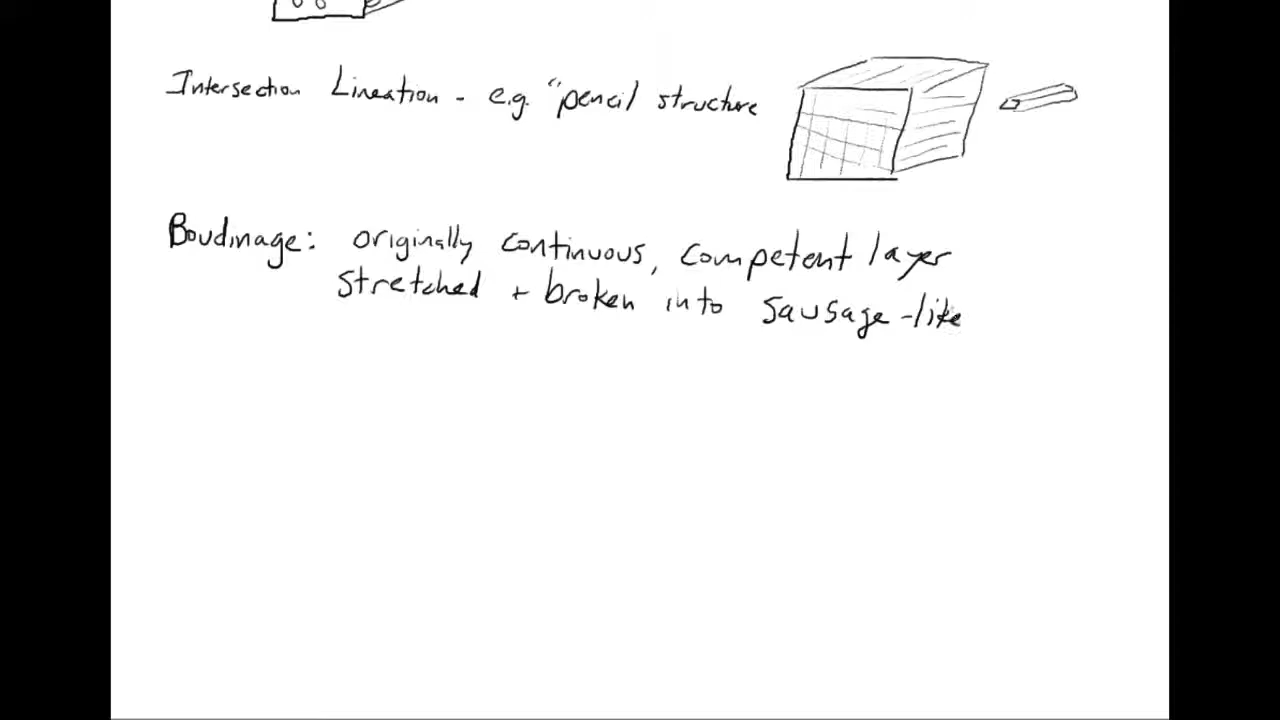 Intersection Lineation - e.g. "pencil structure
Boudinage: originally continuous, competent layer
stretched + broken into sausage-like